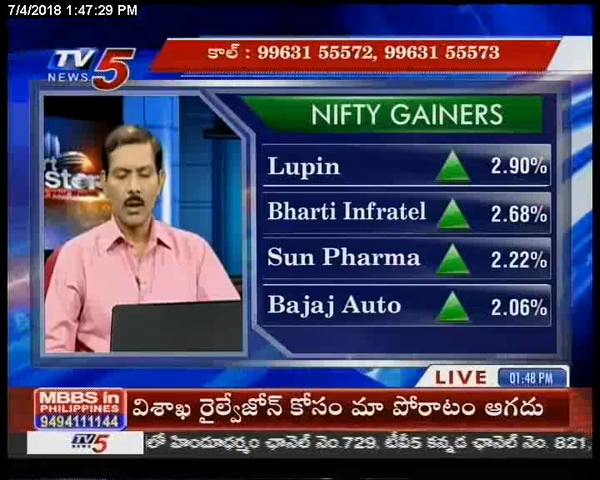 7/4/2018 1:47:29 PM
కాల్ : 99631 55572, 99631 55573
TV5
NEWS
NIFTY GAINERS
Lupin 2.90%
Bharti Infratel 2.68%
Sun Pharma 2.22%
Bajaj Auto 2.06%
LIVE 01:48 PM
MBBS in
PHILIPPINES
9494111144
విశాఖ రైల్వేజోన్ కోసం మా పోరాటం ఆగదు
TV5
NEWS
లో హిందూధర్మం ఛానెల్ నెం.729, టీవీ5 కన్నడ ఛానెల్ నెం. 821,